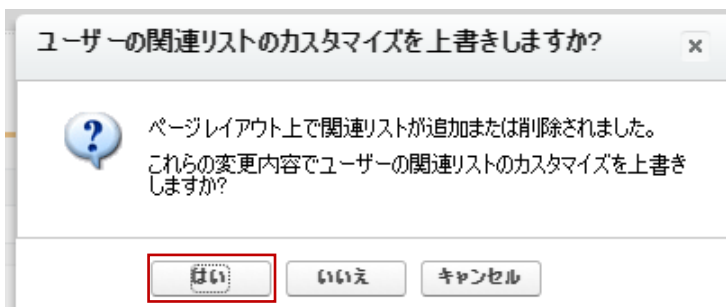 ユーザーの関連リストのカスタマイズを上書きしますか?
ページレイアウト上で関連リストが追加または削除されました。
これらの変更内容でユーザーの関連リストのカスタマイズを上書き
しますか?
はい いいえ キャンセル